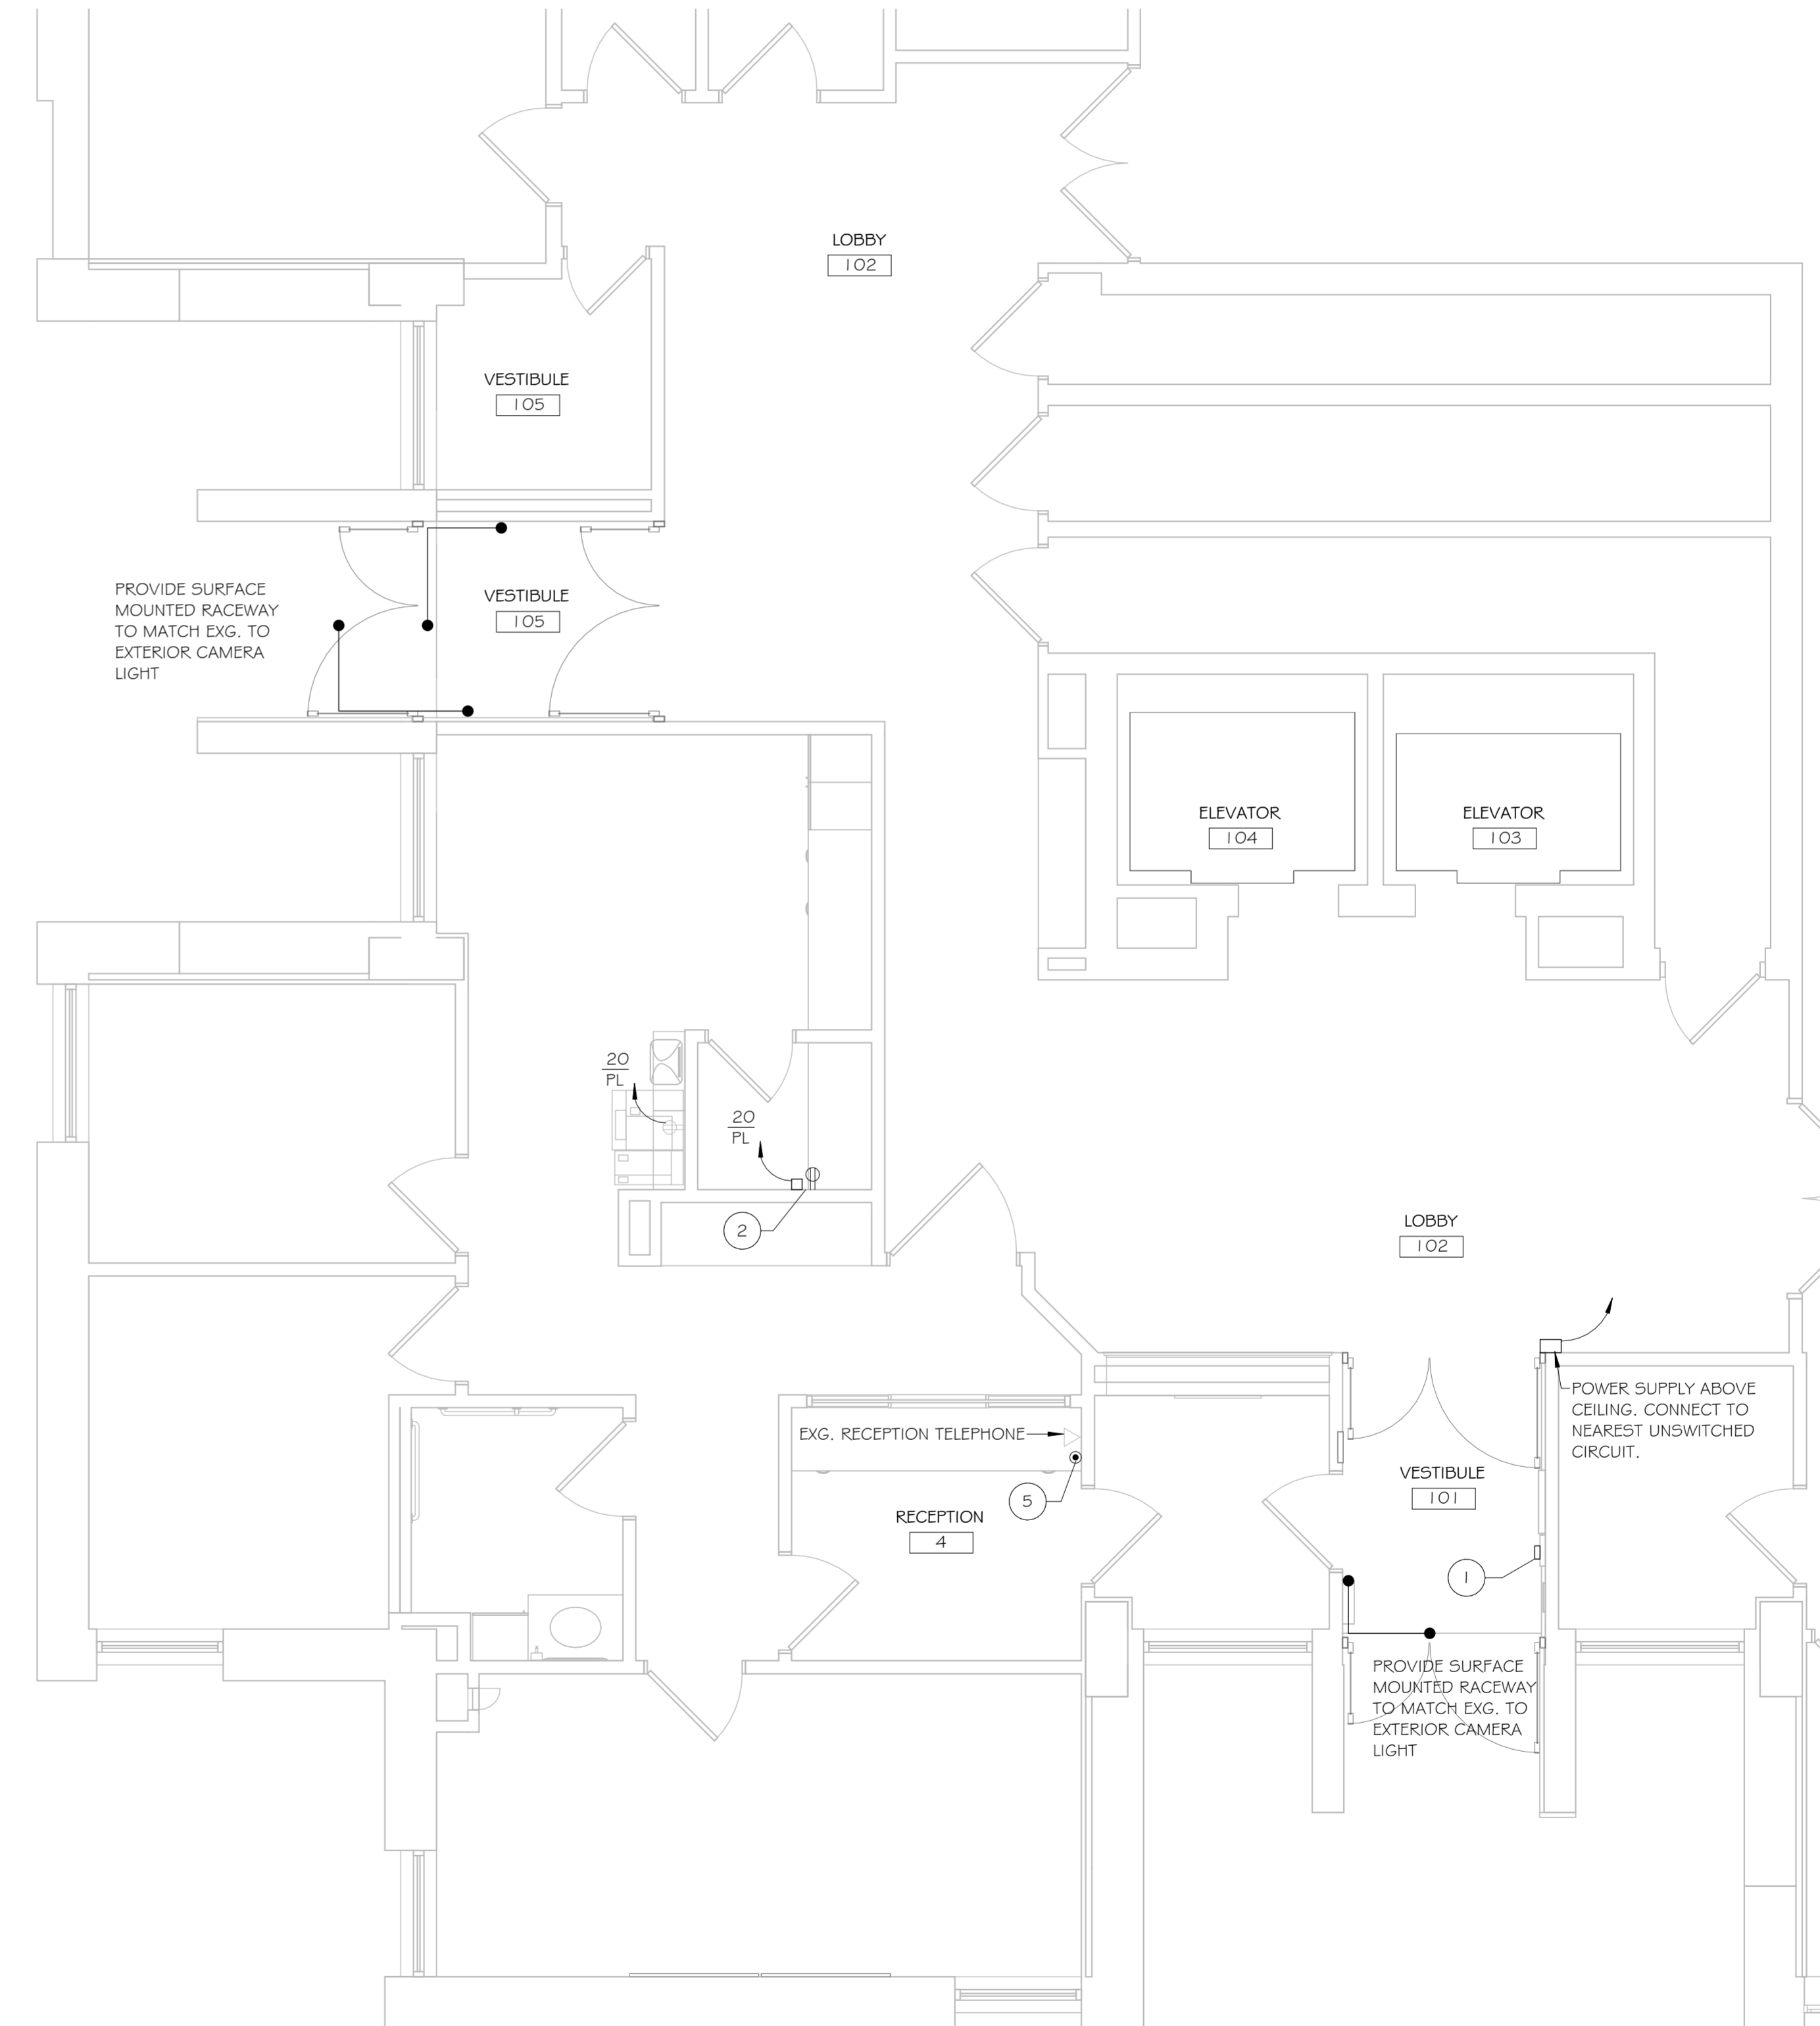 LOBBY
102
VESTIBULE
105
PROVIDE SURFACE
MOUNTED RACEWAY
TO MATCH EXG. TO
EXTERIOR CAMERA
LIGHT
VESTIBULE
105
ELEVATOR
104
ELEVATOR
103
20
PL
20
PL
2
LOBBY
102
POWER SUPPLY ABOVE
CEILING. CONNECT TO
NEAREST UNSWITCHED
CIRCUIT.
EXG. RECEPTION TELEPHONE
5
RECEPTION
4
VESTIBULE
101
1
PROVIDE SURFACE
MOUNTED RACEWAY
TO MATCH EXG. TO
EXTERIOR CAMERA
LIGHT